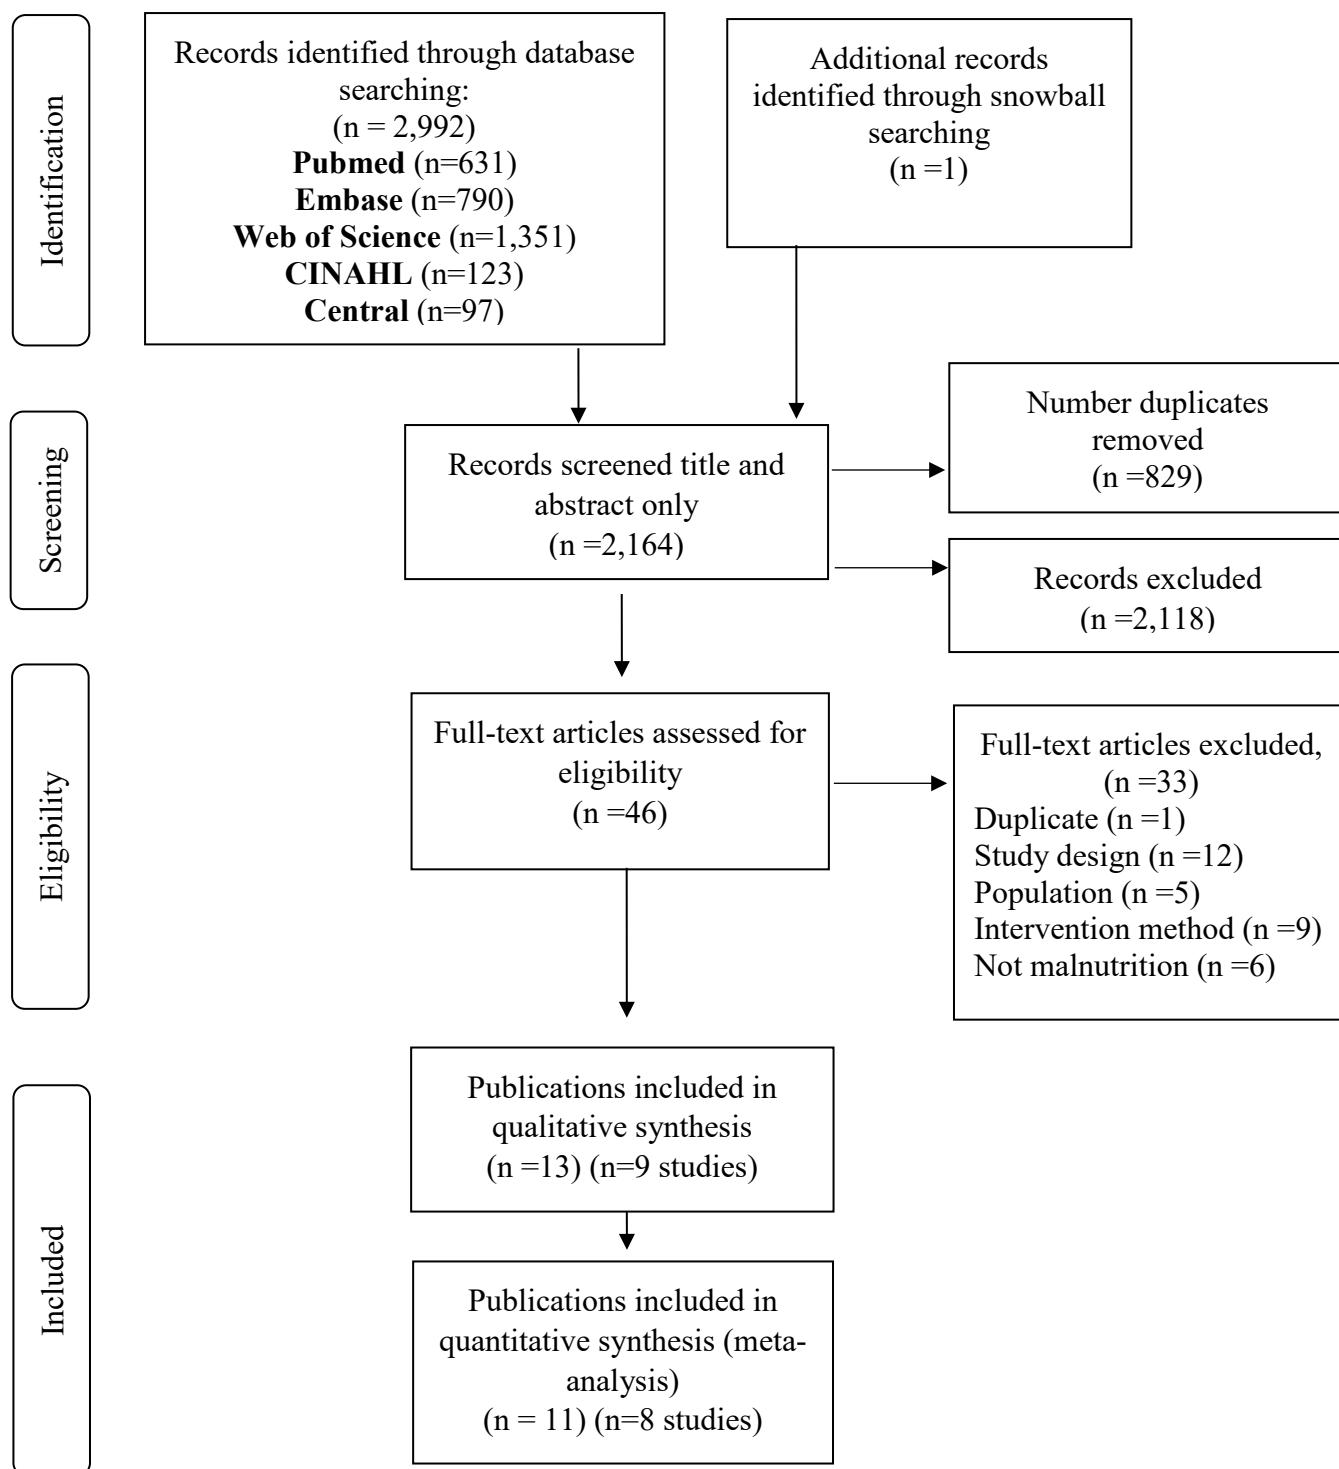 Identification
Records identified through database
searching:
(n = 2,992)
Pubmed (n=631)
Embase (n=790)
Web of Science (n=1,351)
CINAHL (n=123)
Central (n=97)
Additional records
identified through snowball
searching
(n =1)
Screening
Records screened title and
abstract only
(n =2,164)
Number duplicates
removed
(n =829)
Records excluded
(n =2,118)
Eligibility
Full-text articles assessed for
eligibility
(n =46)
Full-text articles excluded,
(n =33)
Duplicate (n =1)
Study design (n =12)
Population (n =5)
Intervention method (n =9)
Not malnutrition (n =6)
Included
Publications included in
qualitative synthesis
(n =13) (n=9 studies)
Publications included in
quantitative synthesis (meta-
analysis)
(n = 11) (n=8 studies)